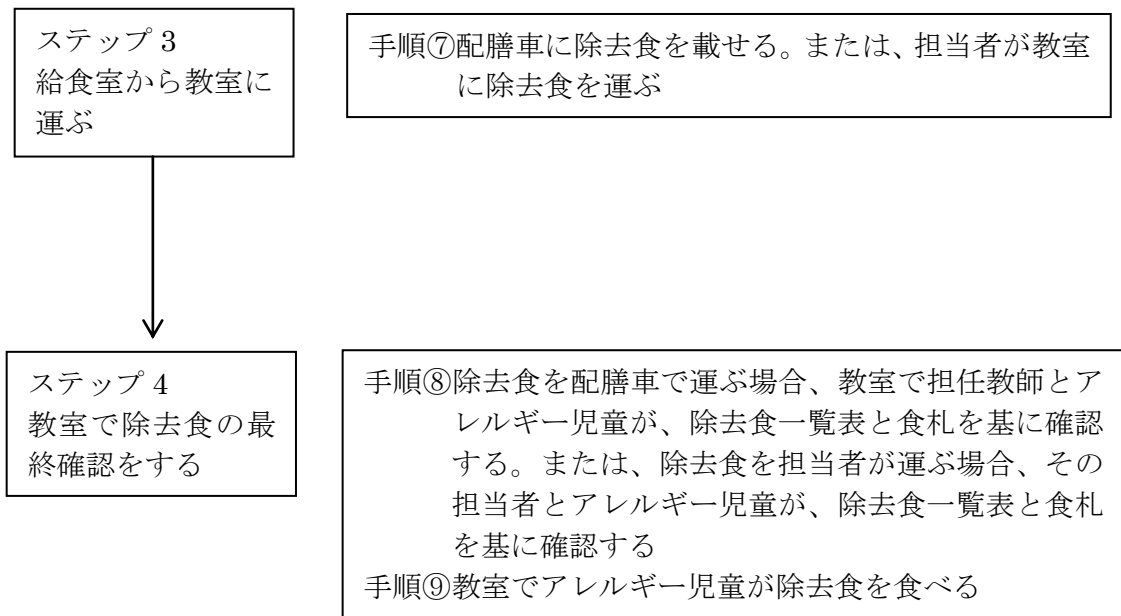 ステップ 3
給食室から教室に
運ぶ
手順⑦配膳車に除去食を載せる。または、担当者が教室
に除去食を運ぶ
ステップ 4
教室で除去食の最
終確認をする
手順⑧除去食を配膳車で運ぶ場合、教室で担任教師とア
レルギー児童が、除去食一覧表と食札を基に確認
する。または、除去食を担当者が運ぶ場合、その
担当者とアレルギー児童が、除去食一覧表と食札
を基に確認する
手順⑨教室でアレルギー児童が除去食を食べる